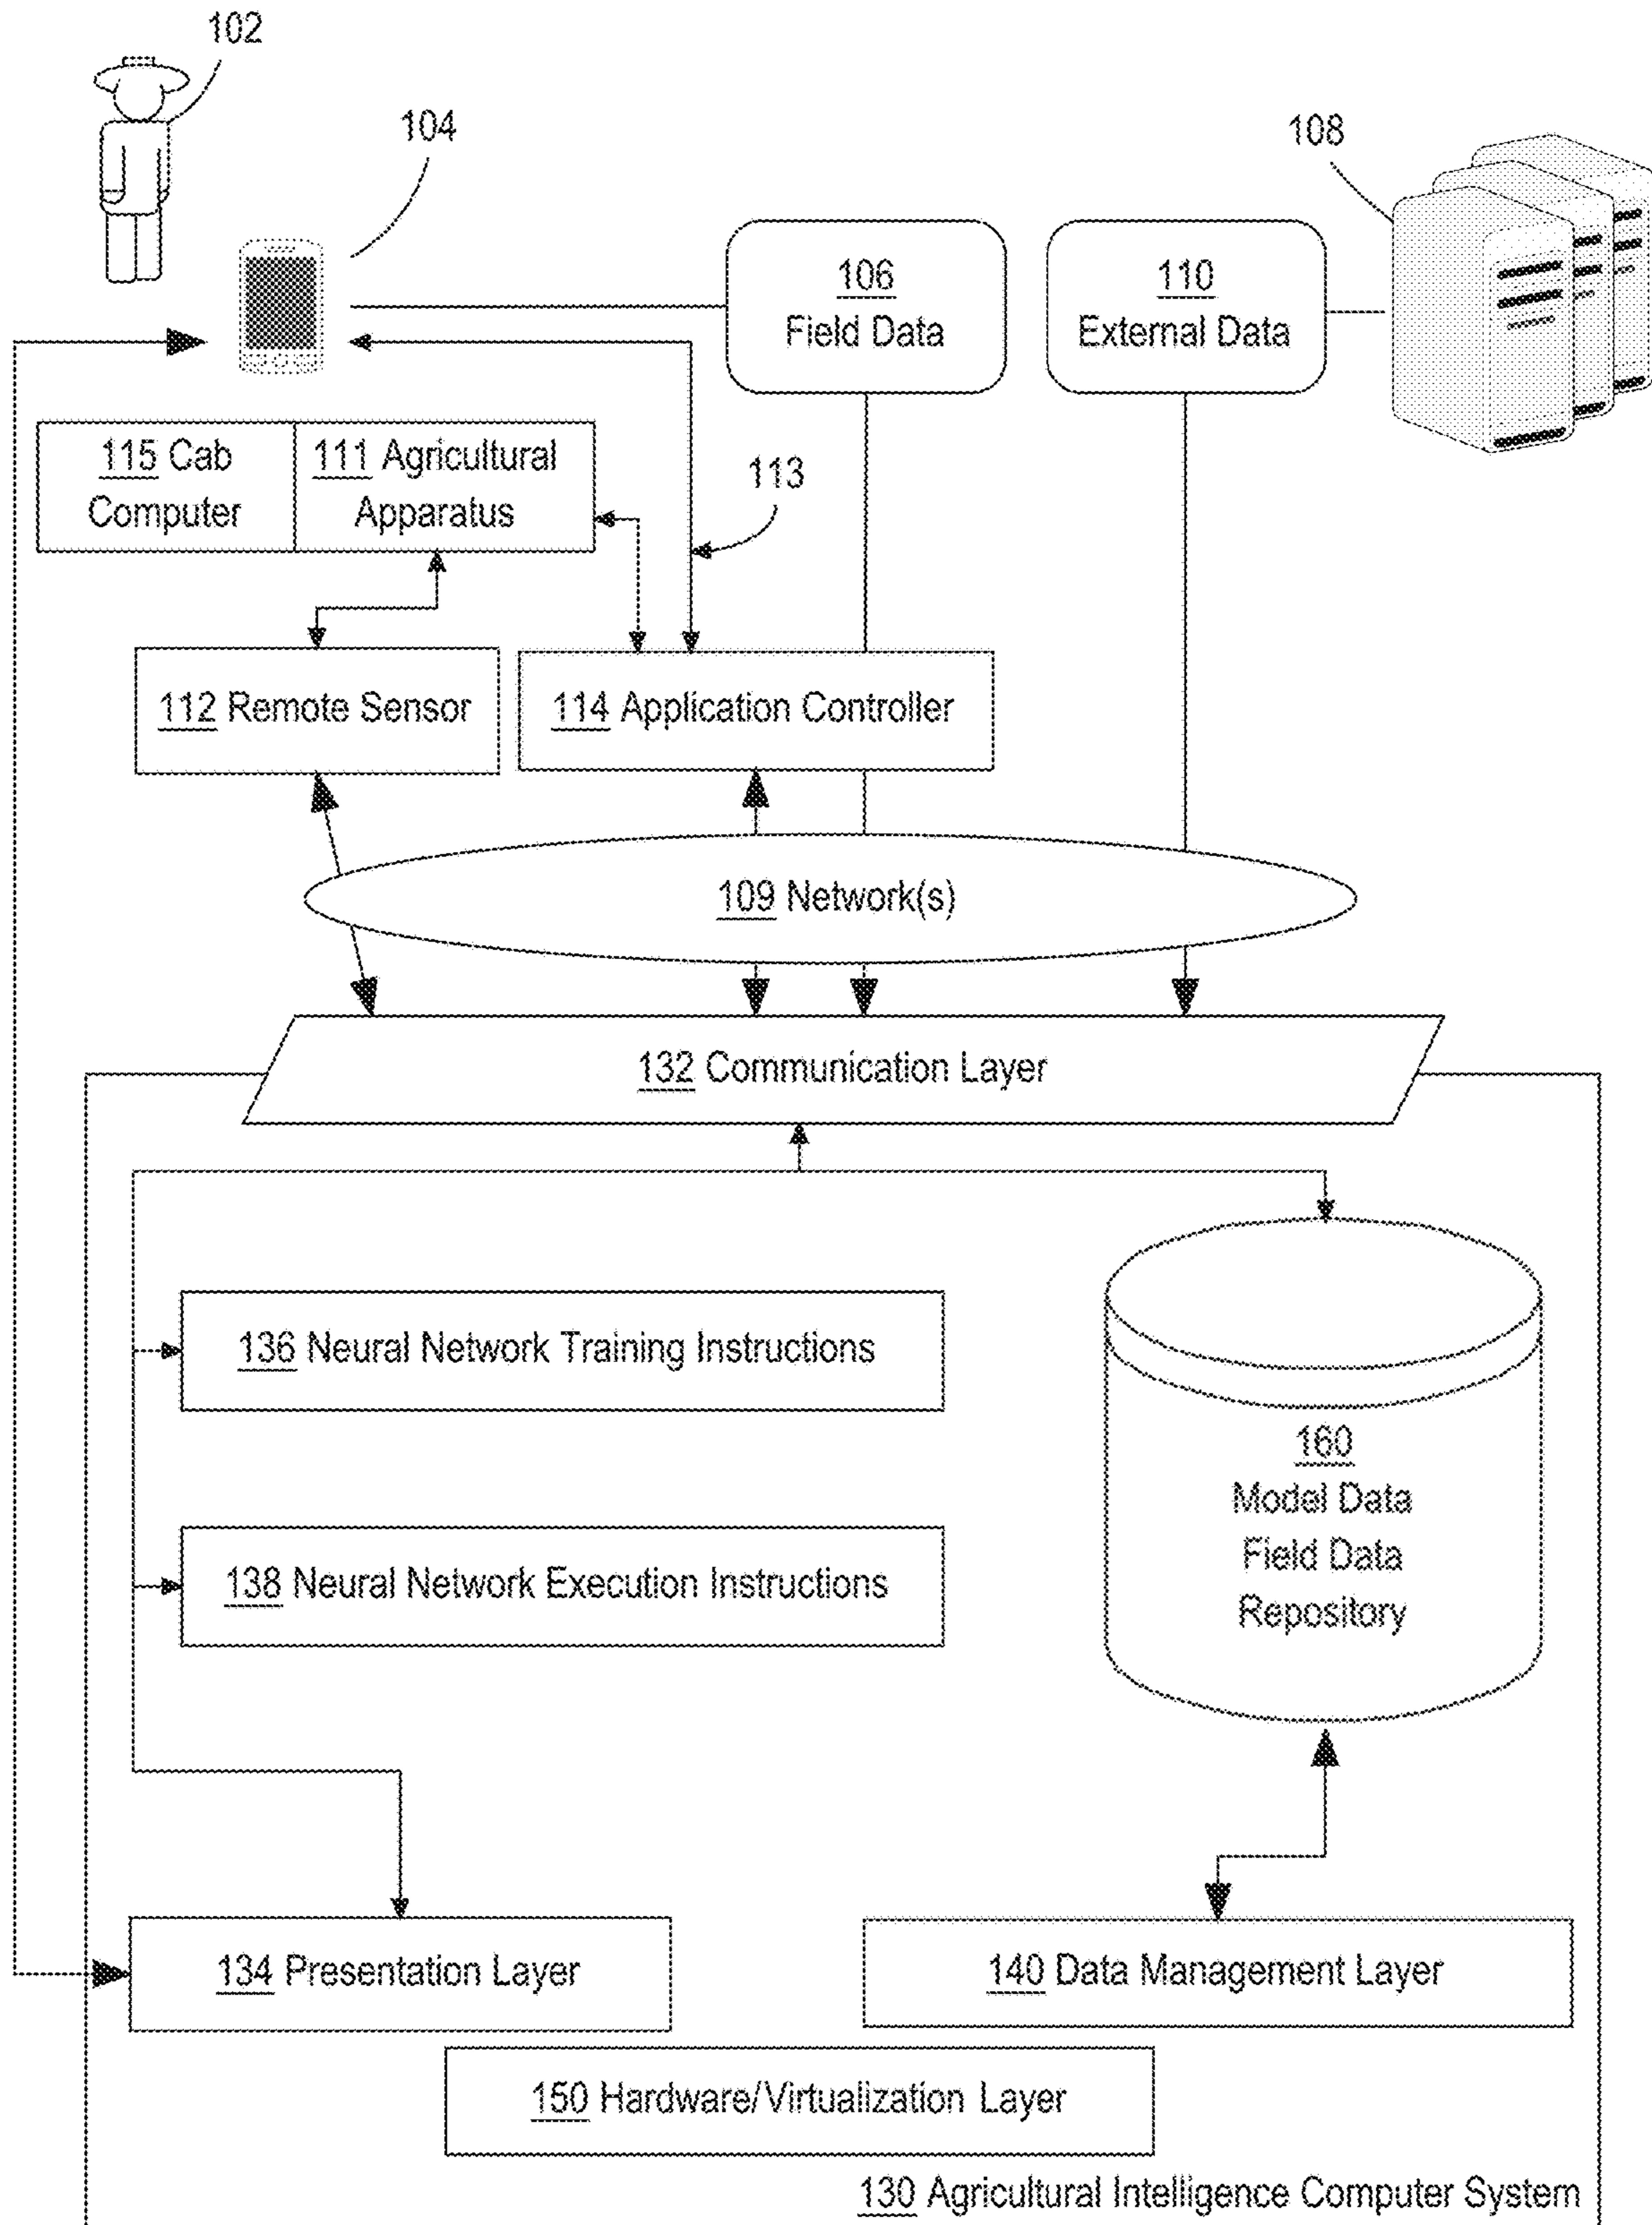 102
104
108
106
Field Data
110
External Data
115 Cab
Computer
111 Agricultural
Apparatus
113
112 Remote Sensor
114 Application Controller
109 Network(s)
132 Communication Layer
136 Neural Network Training Instructions
160
Model Data
Field Data
Repository
138 Neural Network Execution Instructions
134 Presentation Layer
140 Data Management Layer
150 Hardware/Virtualization Layer
130 Agricultural Intelligence Computer System